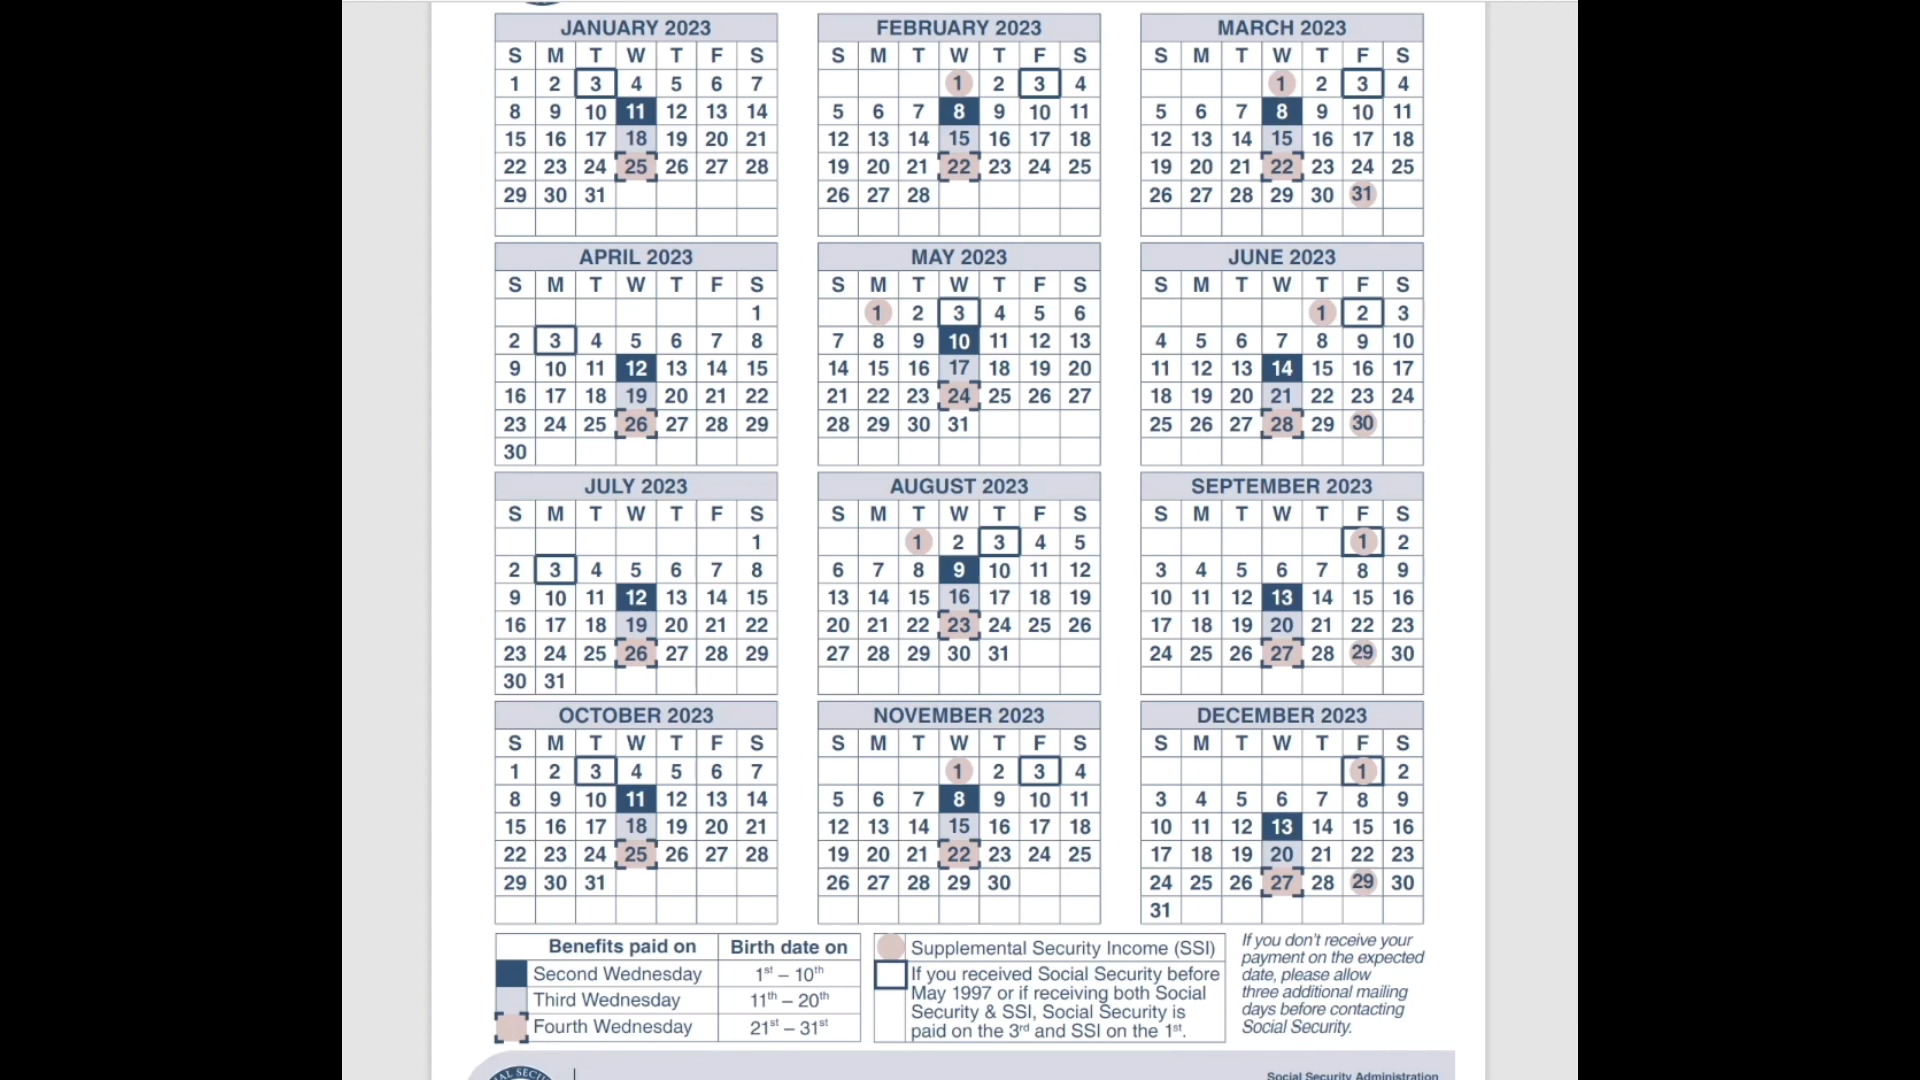 JANUARY 2023 FEBRUARY 2023 MARCH 2023
S M T W T F S S M T W T F S S M T W T F S
1 2 3 4 5 6 7 1 2 3 4 1 2 3 4
8 9 10 11 12 13 14 5 6 7 8 9 10 11 5 6 7 8 9 10 11
15 16 17 18 19 20 21 12 13 14 15 16 17 18 12 13 14 15 16 17 18
22 23 24 25 26 27 28 19 20 21 22 23 24 25 19 20 21 22 23 24 25
29 30 31 26 27 28 26 27 28 29 30 31
APRIL 2023 MAY 2023 JUNE 2023
S M T W T F S S M T W T F S S M T W T F S
1 1 2 3 4 5 6 1 2 3
2 3 4 5 6 7 8 7 8 9 10 11 12 13 4 5 6 7 8 9 10
9 10 11 12 13 14 15 14 15 16 17 18 19 20 11 12 13 14 15 16 17
16 17 18 19 20 21 22 21 22 23 24 25 26 27 18 19 20 21 22 23 24
23 24 25 26 27 28 29 28 29 30 31 25 26 27 28 29 30
30
JULY 2023 AUGUST 2023 SEPTEMBER 2023
S M T W T F S S M T W T F S S M T W T F S
1 1 2 3 4 5 1 2
2 3 4 5 6 7 8 6 7 8 9 10 11 12 3 4 5 6 7 8 9
9 10 11 12 13 14 15 13 14 15 16 17 18 19 10 11 12 13 14 15 16
16 17 18 19 20 21 22 20 21 22 23 24 25 26 17 18 19 20 21 22 23
23 24 25 26 27 28 29 27 28 29 30 31 24 25 26 27 28 29 30
30 31
OCTOBER 2023 NOVEMBER 2023 DECEMBER 2023
S M T W T F S S M T W T F S S M T W T F S
1 2 3 4 5 6 7 1 2 3 4 1 2
8 9 10 11 12 13 14 5 6 7 8 9 10 11 3 4 5 6 7 8 9
15 16 17 18 19 20 21 12 13 14 15 16 17 18 10 11 12 13 14 15 16
22 23 24 25 26 27 28 19 20 21 22 23 24 25 17 18 19 20 21 22 23
29 30 31 26 27 28 29 30 24 25 26 27 28 29 30
31
Benefits paid on Birth date on
Second Wednesday 1st – 10th
Third Wednesday 11th – 20th
Fourth Wednesday 21st – 31st
Supplemental Security Income (SSI)
If you received Social Security before
May 1997 or if receiving both Social
Security & SSI, Social Security is
paid on the 3rd and SSI on the 1st.
If you don't receive your
payment on the expected
date, please allow
three additional mailing
days before contacting
Social Security.
Social Security Administration